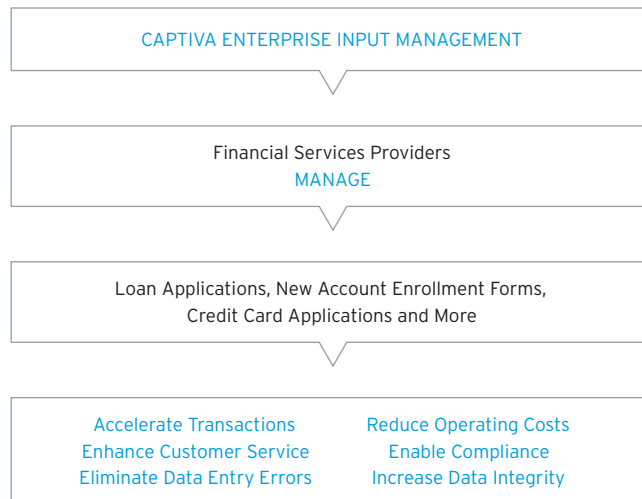 CAPTIVA ENTERPRISE INPUT MANAGEMENT
Financial Services Providers
MANAGE
Loan Applications, New Account Enrollment Forms,
Credit Card Applications and More
Accelerate Transactions
Enhance Customer Service
Eliminate Data Entry Errors
Reduce Operating Costs
Enable Compliance
Increase Data Integrity